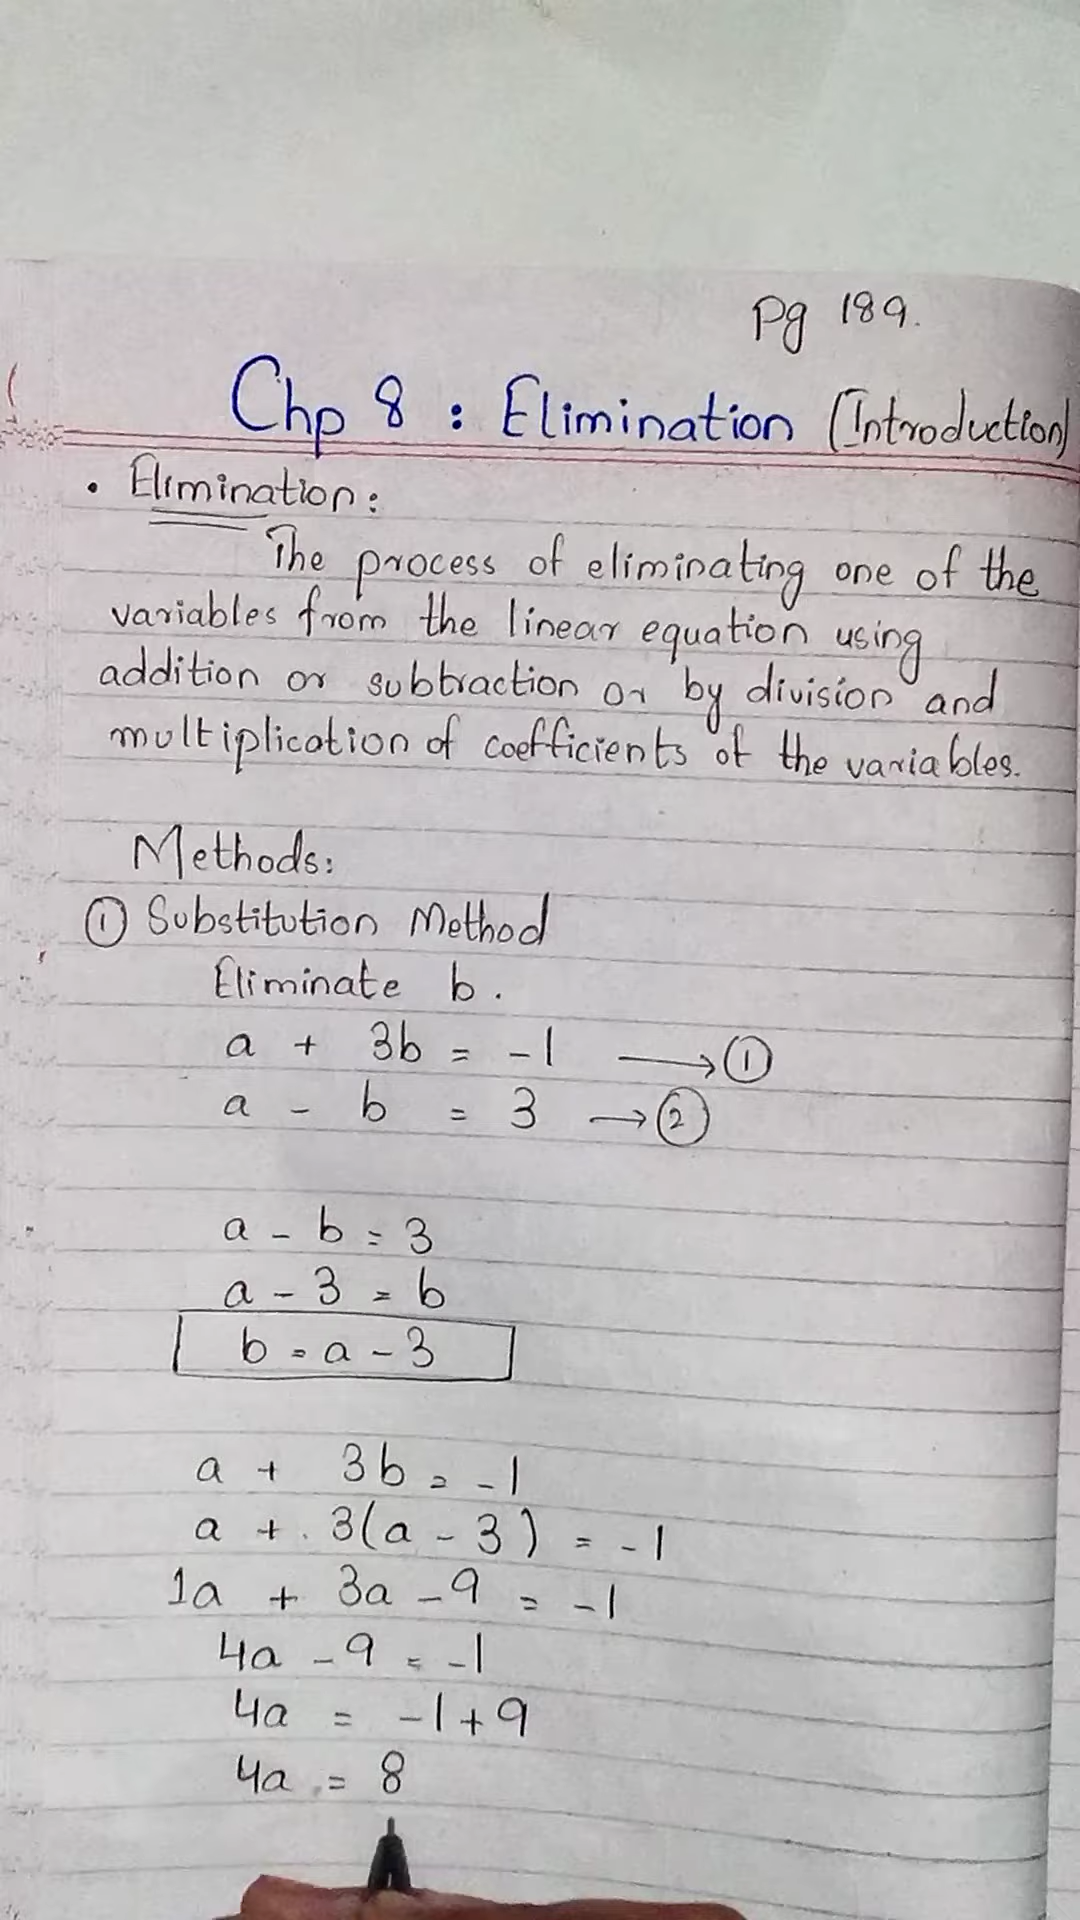 Pg 189.
Chp 8 : Elimination (Introduction)
• Elimination:
The process of eliminating one of the
variables from the linear equation using
addition or subtraction or by division and
multiplication of coefficients of the variables.
Methods:
① Substitution Method
Eliminate b.
a + 3b = -1 ⟶ ①
a - b = 3 → ②
a - b = 3
a - 3 = b
b = a - 3
a + 3b = -1
a + 3(a - 3) = -1
1a + 3a - 9 = -1
4a - 9 = -1
4a = -1 + 9
4a = 8